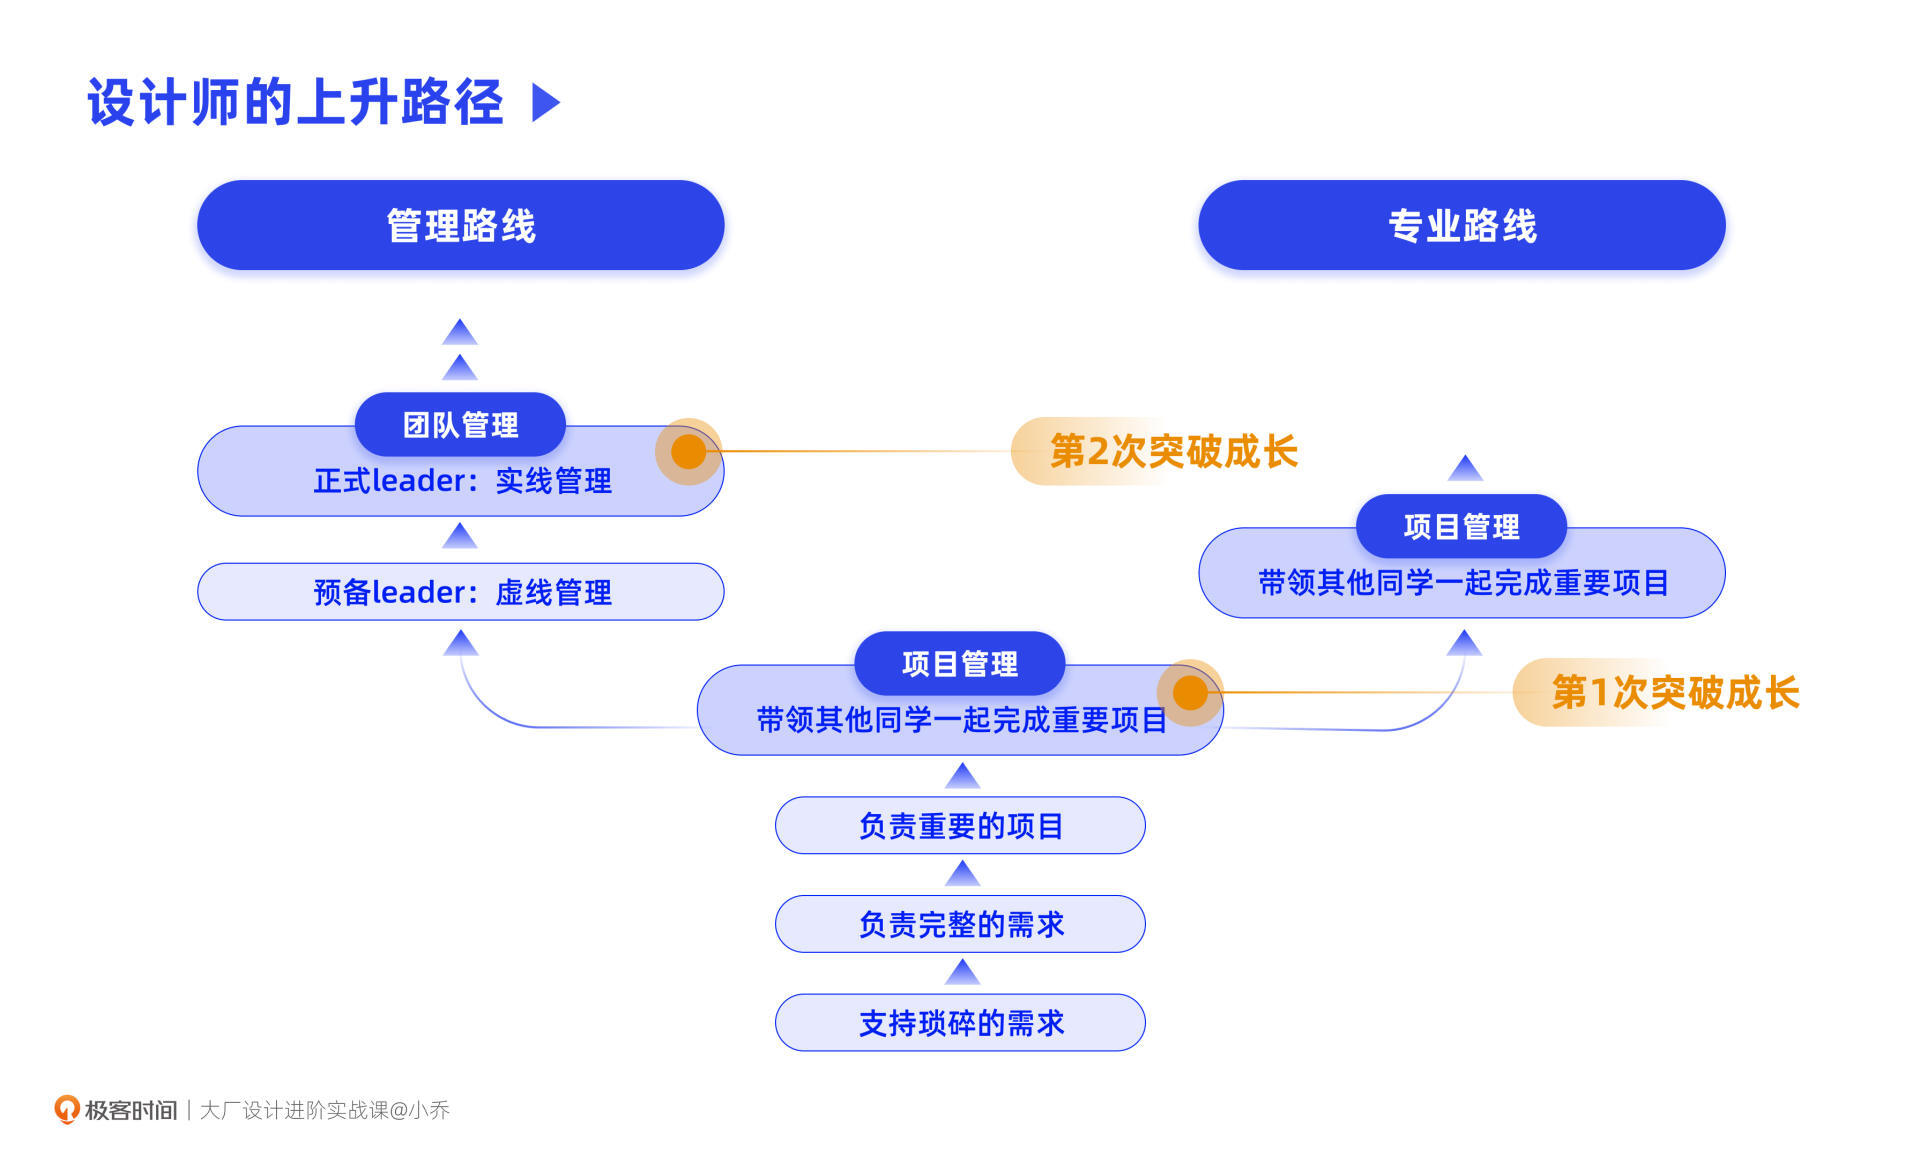 设计师的上升路径
管理路线
专业路线
团队管理
正式leader：实线管理
第2次突破成长
预备leader：虚线管理
项目管理
带领其他同学一起完成重要项目
项目管理
带领其他同学一起完成重要项目
第1次突破成长
负责重要的项目
负责完整的需求
支持琐碎的需求
极客时间 | 大厂设计进阶实战课@小乔